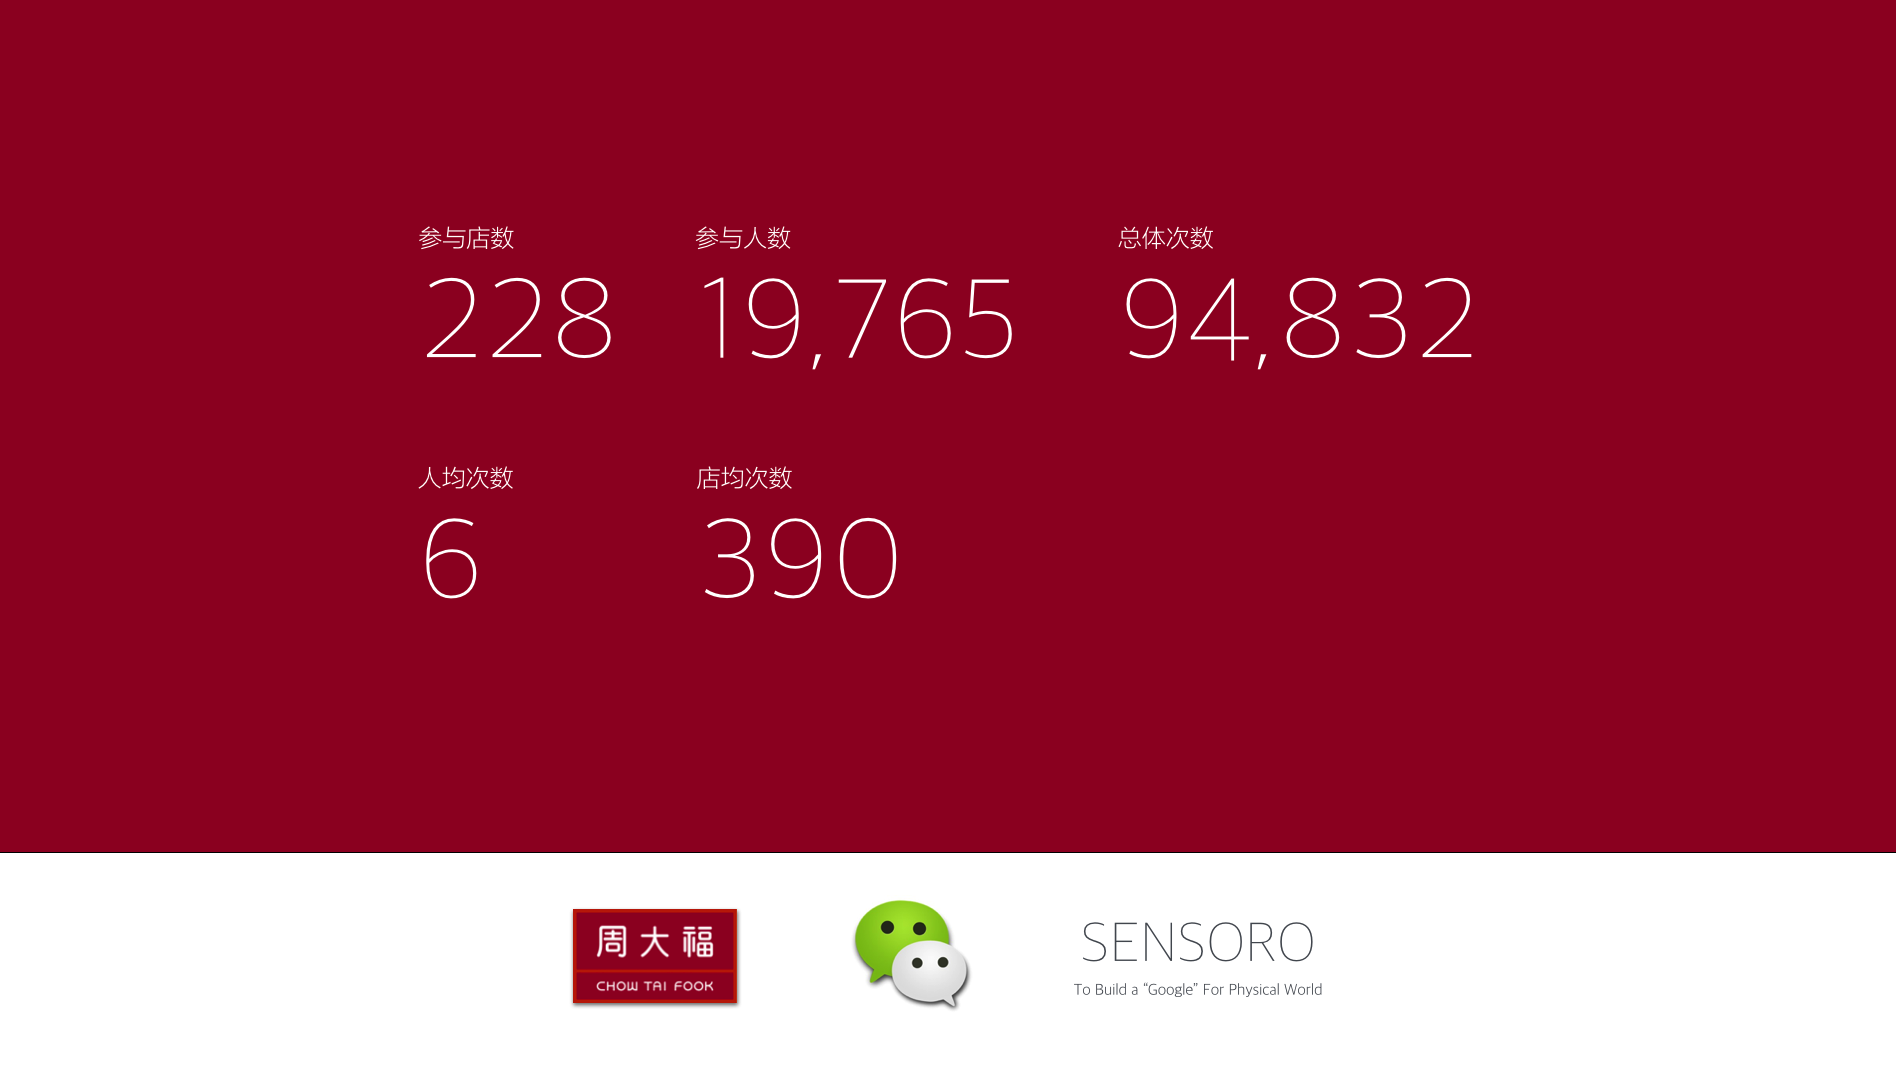 参与店数
228
参与人数
19,765
总体次数
94,832
人均次数
6
店均次数
390
周大福
CHOW TAI FOOK
SENSORO
To Build a “Google” For Physical World